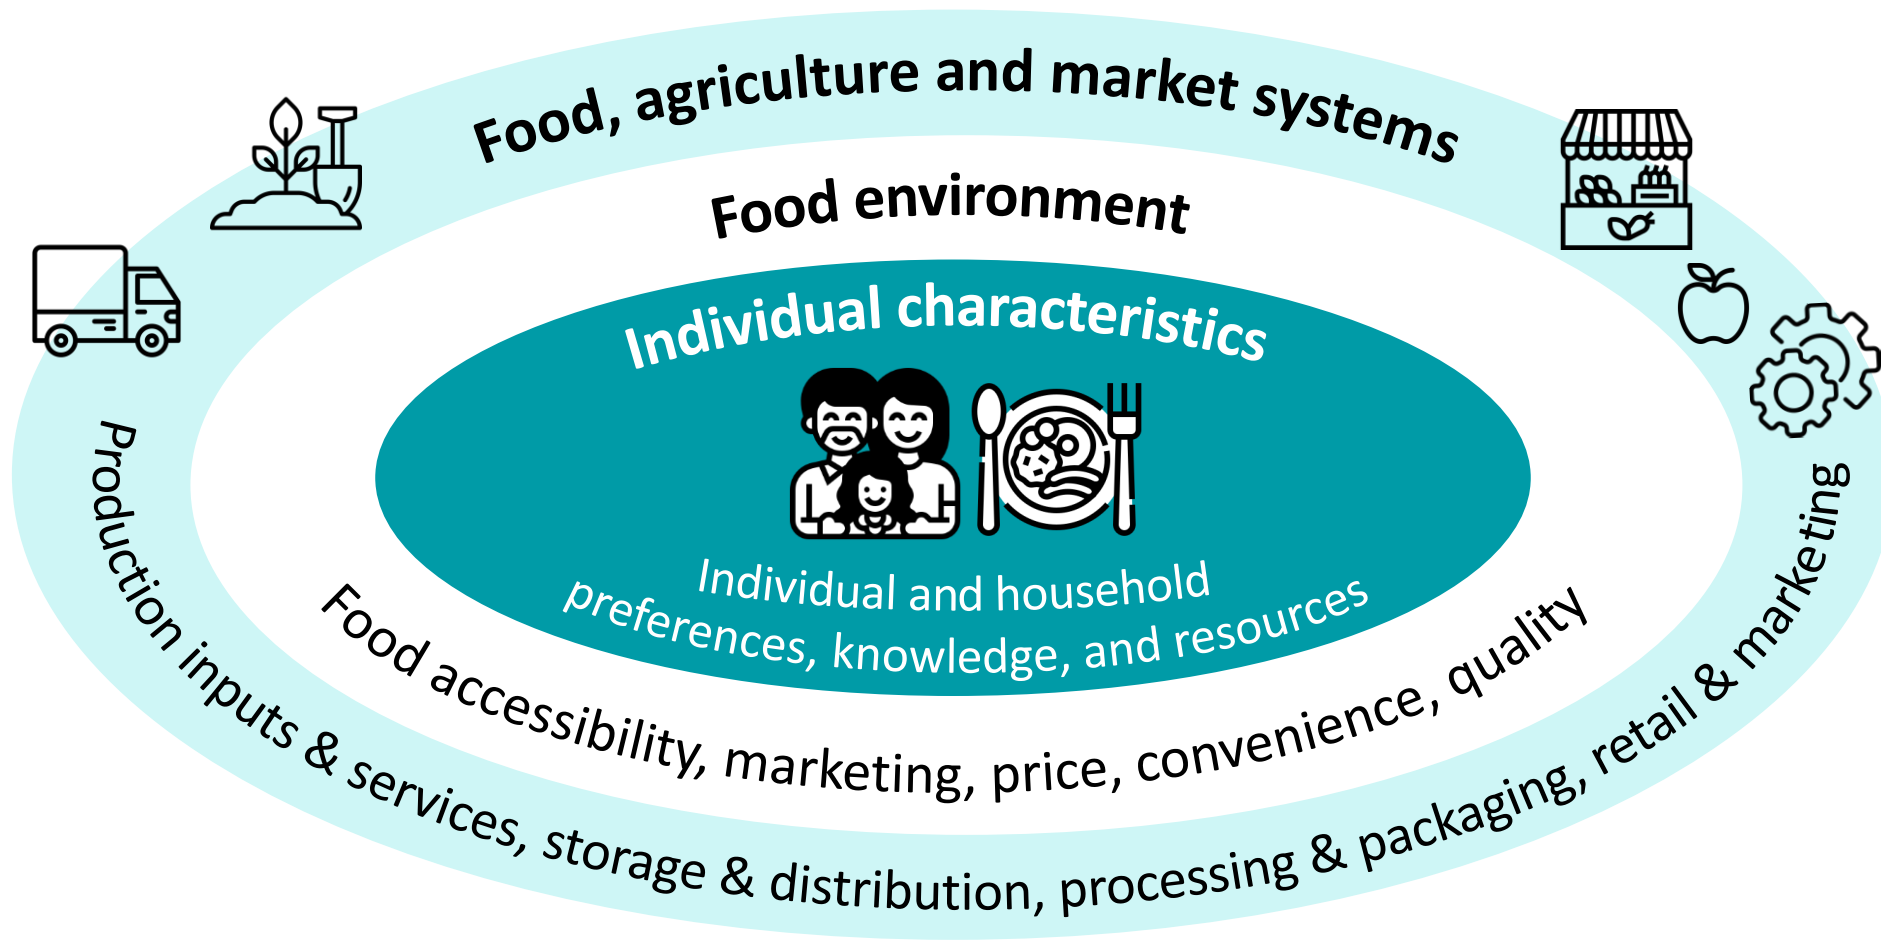 Food, agriculture and market systems
Food environment
Individual characteristics
Individual and household
preferences, knowledge, and resources
Food accessibility, marketing, price, convenience, quality
Production inputs & services, storage & distribution, processing & packaging, retail & marketing